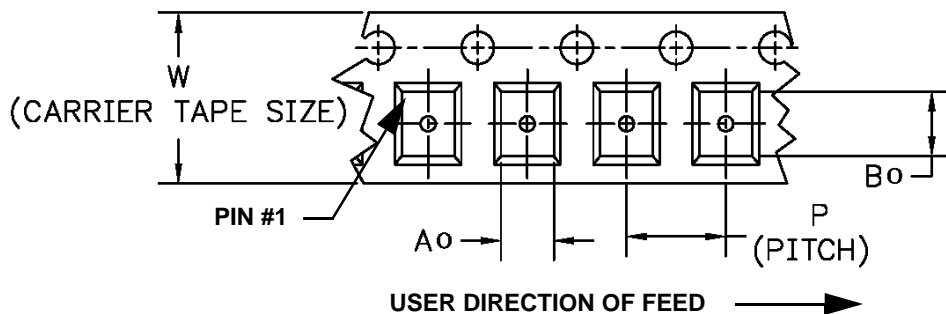 W
(CARRIER TAPE SIZE)
PIN #1
Ao
Bo
P
(PITCH)
USER DIRECTION OF FEED